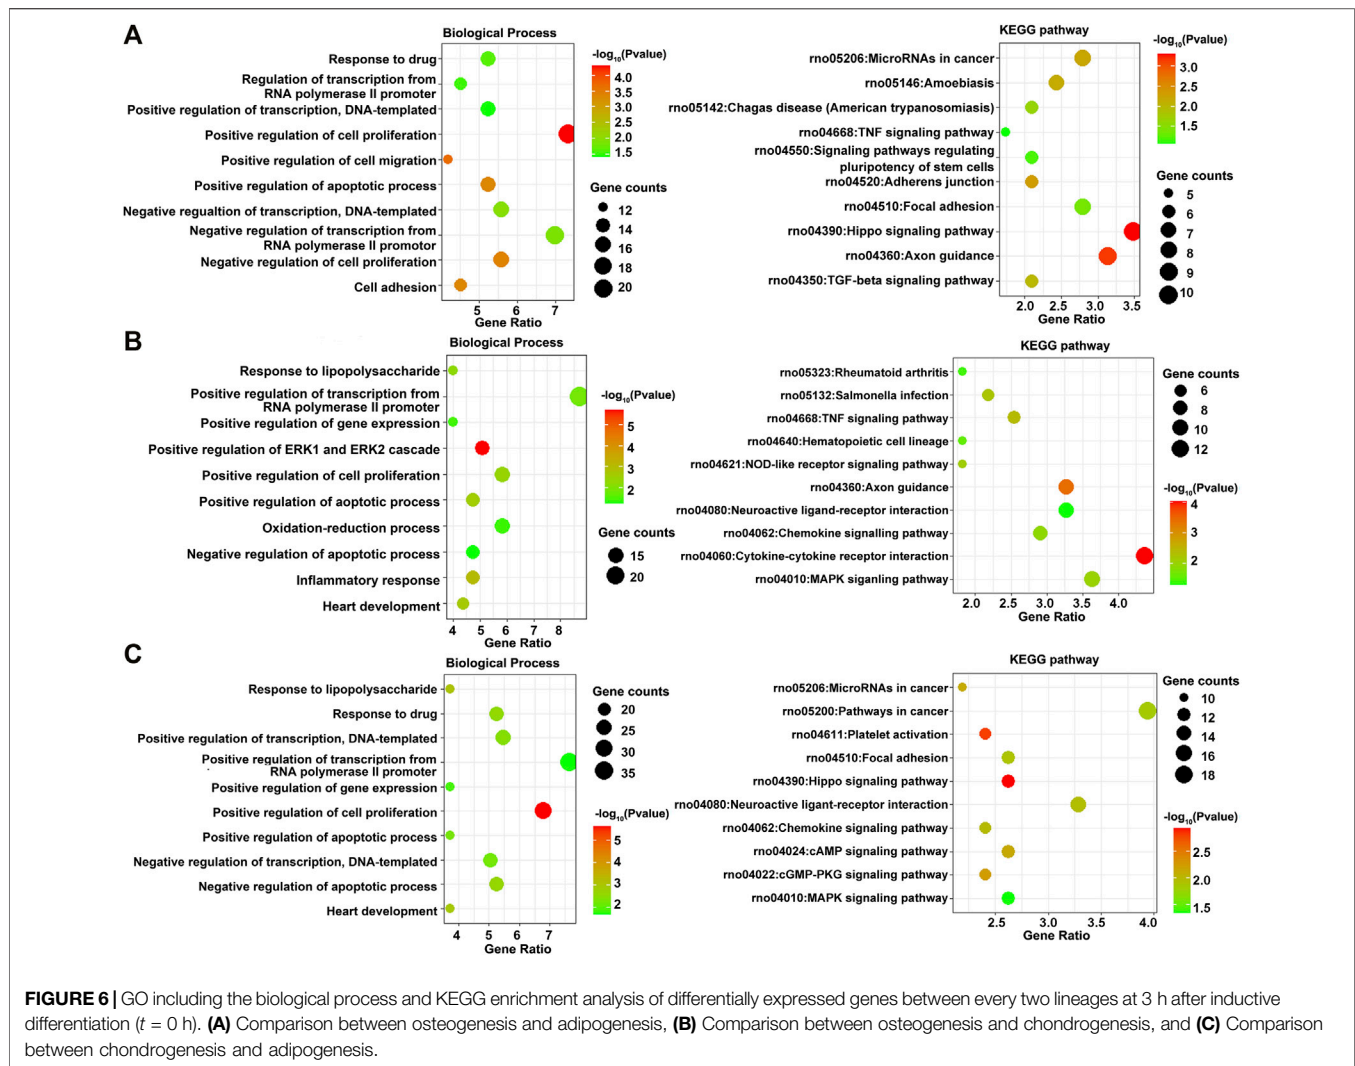 A
Biological Process
Response to drug
Regulation of transcription from
RNA polymerase II promoter
Positive regulation of transcription, DNA-templated
Positive regulation of cell proliferation
Positive regulation of cell migration
Positive regulation of apoptotic process
Negative regualtion of transcription, DNA-templated
Negative regulation of transcription from
RNA polymerase II promotor
Negative regulation of cell proliferation
Cell adhesion
5 6 7
Gene Ratio
-log10(Pvalue)
4.0
3.5
3.0
2.5
2.0
1.5
Gene counts
12
14
16
18
20
KEGG pathway
rno05206:MicroRNAs in cancer
rno05146:Amoebiasis
rno05142:Chagas disease (American trypanosomiasis)
rno04668:TNF signaling pathway
rno04550:Signaling pathways regulating
pluripotency of stem cells
rno04520:Adherens junction
rno04510:Focal adhesion
rno04390:Hippo signaling pathway
rno04360:Axon guidance
rno04350:TGF-beta signaling pathway
2.0 2.5 3.0 3.5
Gene Ratio
-log10(Pvalue)
3.0
2.5
2.0
1.5
Gene counts
5
6
7
8
9
10
B
Biological Process
Response to lipopolysaccharide
Positive regulation of transcription from
RNA polymerase II promoter
Positive regulation of gene expression
Positive regulation of ERK1 and ERK2 cascade
Positive regulation of cell proliferation
Positive regulation of aoptotic process
Oxidation-reduction process
Negative regulation of apoptotic process
Inflammatory response
Heart development
4 5 6 7 8
Gene Ratio
-log10(Pvalue)
5
4
3
2
Gene counts
15
20
KEGG pathway
rno05323:Rheumatoid arthritis
rno05132:Salmonella infection
rno04668:TNF signaling pathway
rno04640:Hematopoietic cell lineage
rno04621:NOD-like receptor signaling pathway
rno04360:Axon guidance
rno04080:Neuroactive ligand-receptor interaction
rno04062:Chemokine signalling pathway
rno04060:Cytokine-cytokine receptor interaction
rno04010:MAPK siganling pathway
2.0 2.5 3.0 3.5 4.0
Gene Ratio
Gene counts
6
8
10
12
-log10(Pvalue)
4
3
2
C
Biological Process
Response to lipopolysaccharide
Response to drug
Positive regulation of transcription, DNA-templated
Positive regulation of transcription from
RNA polymerase II promoter
Positive regulation of gene expression
Positive regulation of cell proliferation
Positive regulation of apoptotic process
Negative regulation of transcription, DNA-templated
Negative regulation of apoptotic process
Heart development
4 5 6 7
Gene Ratio
Gene counts
20
25
30
35
-log10(Pvalue)
5
4
3
2
KEGG pathway
rno05206:MicroRNAs in cancer
rno05200:Pathways in cancer
rno04611:Platelet activation
rno04510:Focal adhesion
rno04390:Hippo signaling pathway
rno04080:Neuroactive ligant-receptor interaction
rno04062:Chemokine signaling pathway
rno04024:cAMP signaling pathway
rno04022:cGMP-PKG signaling pathway
rno04010:MAPK signaling pathway
2.5 3.0 3.5 4.0
Gene Ratio
Gene counts
10
12
14
16
18
-log10(Pvalue)
2.5
2.0
1.5
FIGURE 6 | GO including the biological process and KEGG enrichment analysis of differentially expressed genes between every two lineages at 3 h after inductive
differentiation (t = 0 h). (A) Comparison between osteogenesis and adipogenesis, (B) Comparison between osteogenesis and chondrogenesis, and (C) Comparison
between chondrogenesis and adipogenesis.